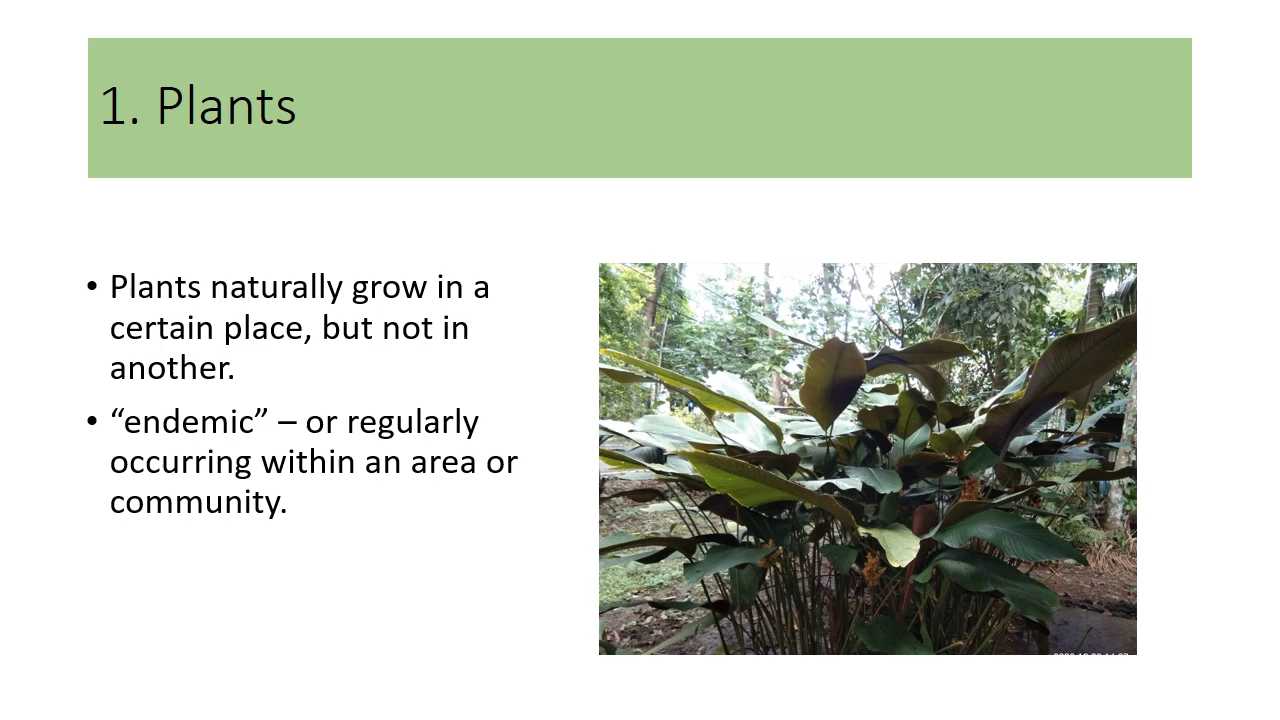 1. Plants
• Plants naturally grow in a
certain place, but not in
another.
• “endemic” – or regularly
occurring within an area or
community.